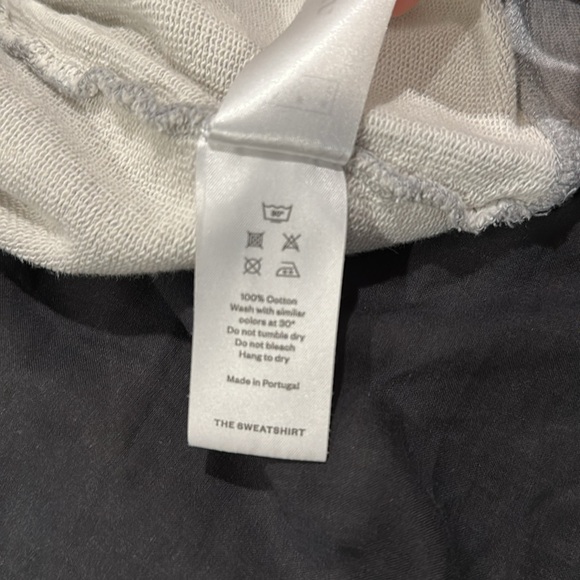 30°
100% Cotton
Wash with similar
colors at 30°
Do not tumble dry
Do not bleach
Hang to dry
Made in Portugal
THE SWEATSHIRT